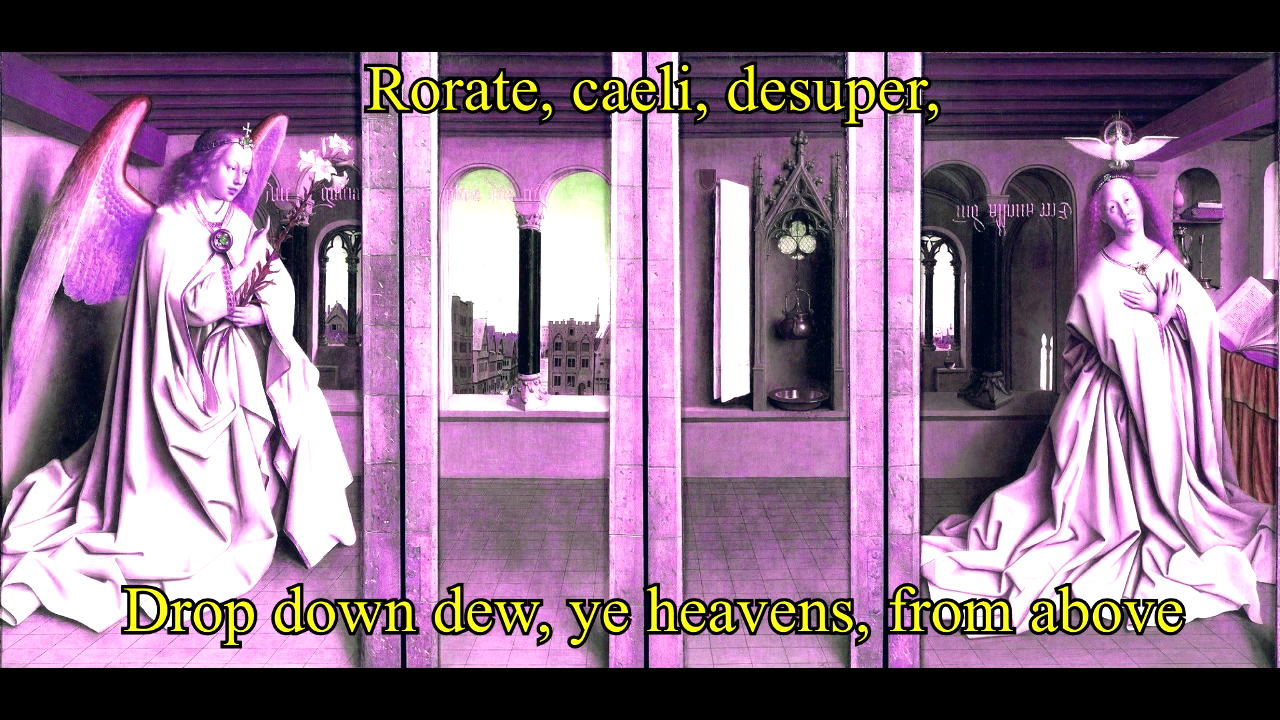 Rorate, caeli, desuper,
Drop down dew, ye heavens, from above